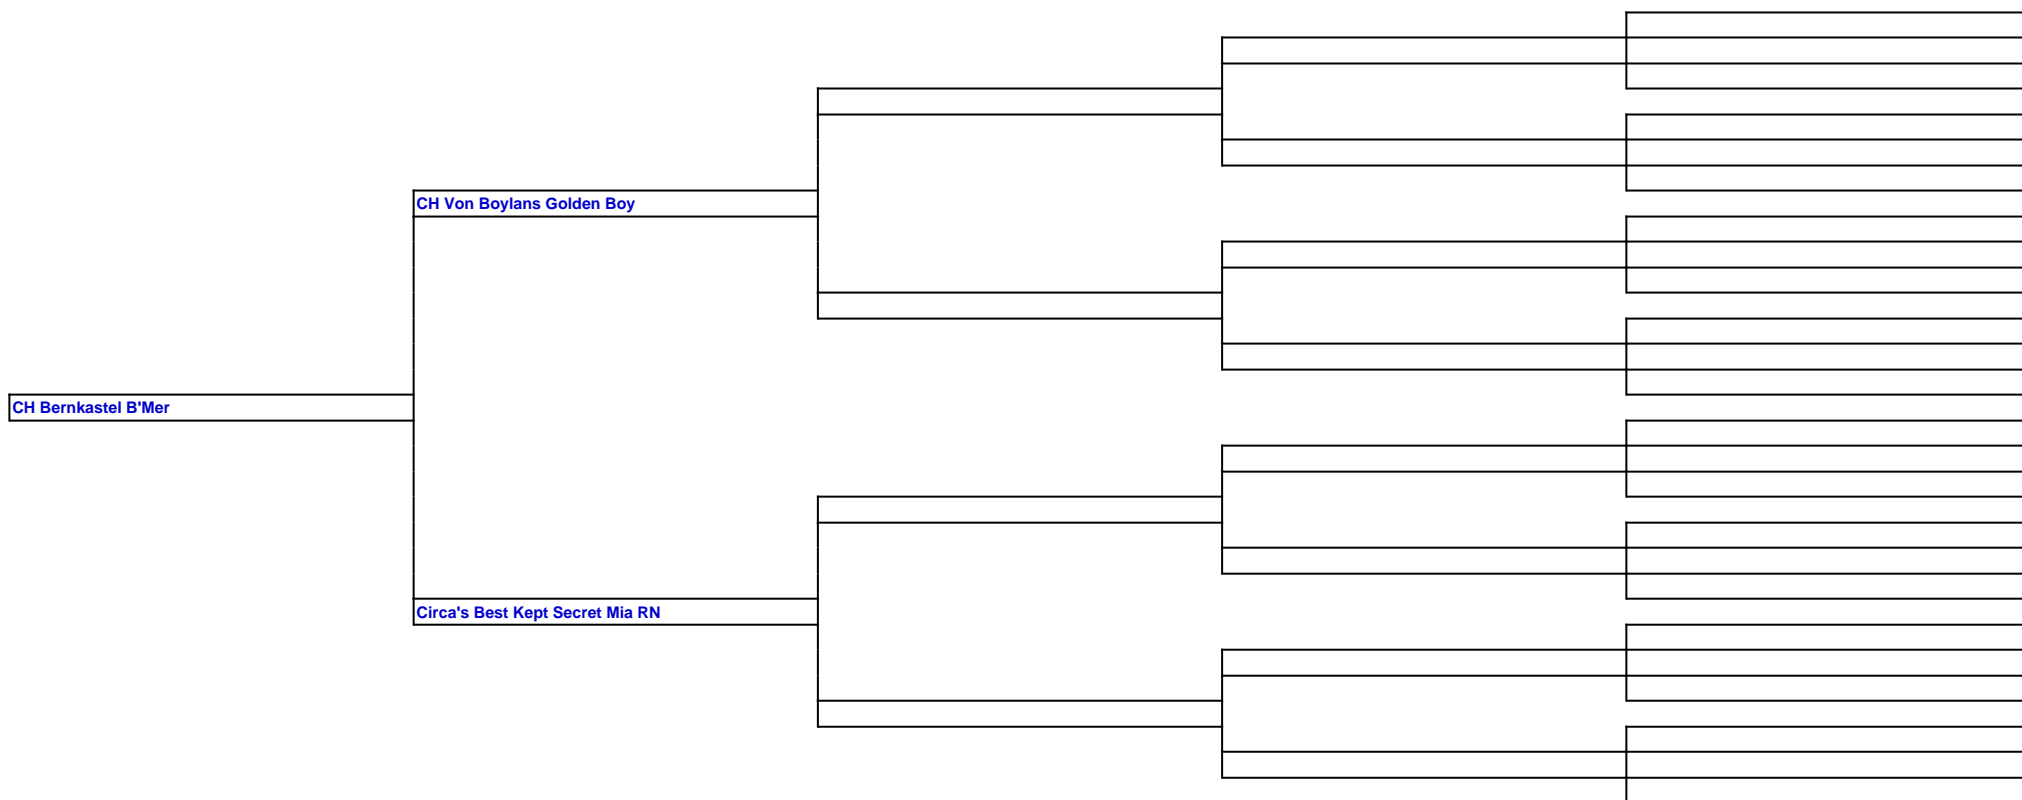 CH Von Boylans Golden Boy
CH Bernkastel B'Mer
Circa's Best Kept Secret Mia RN